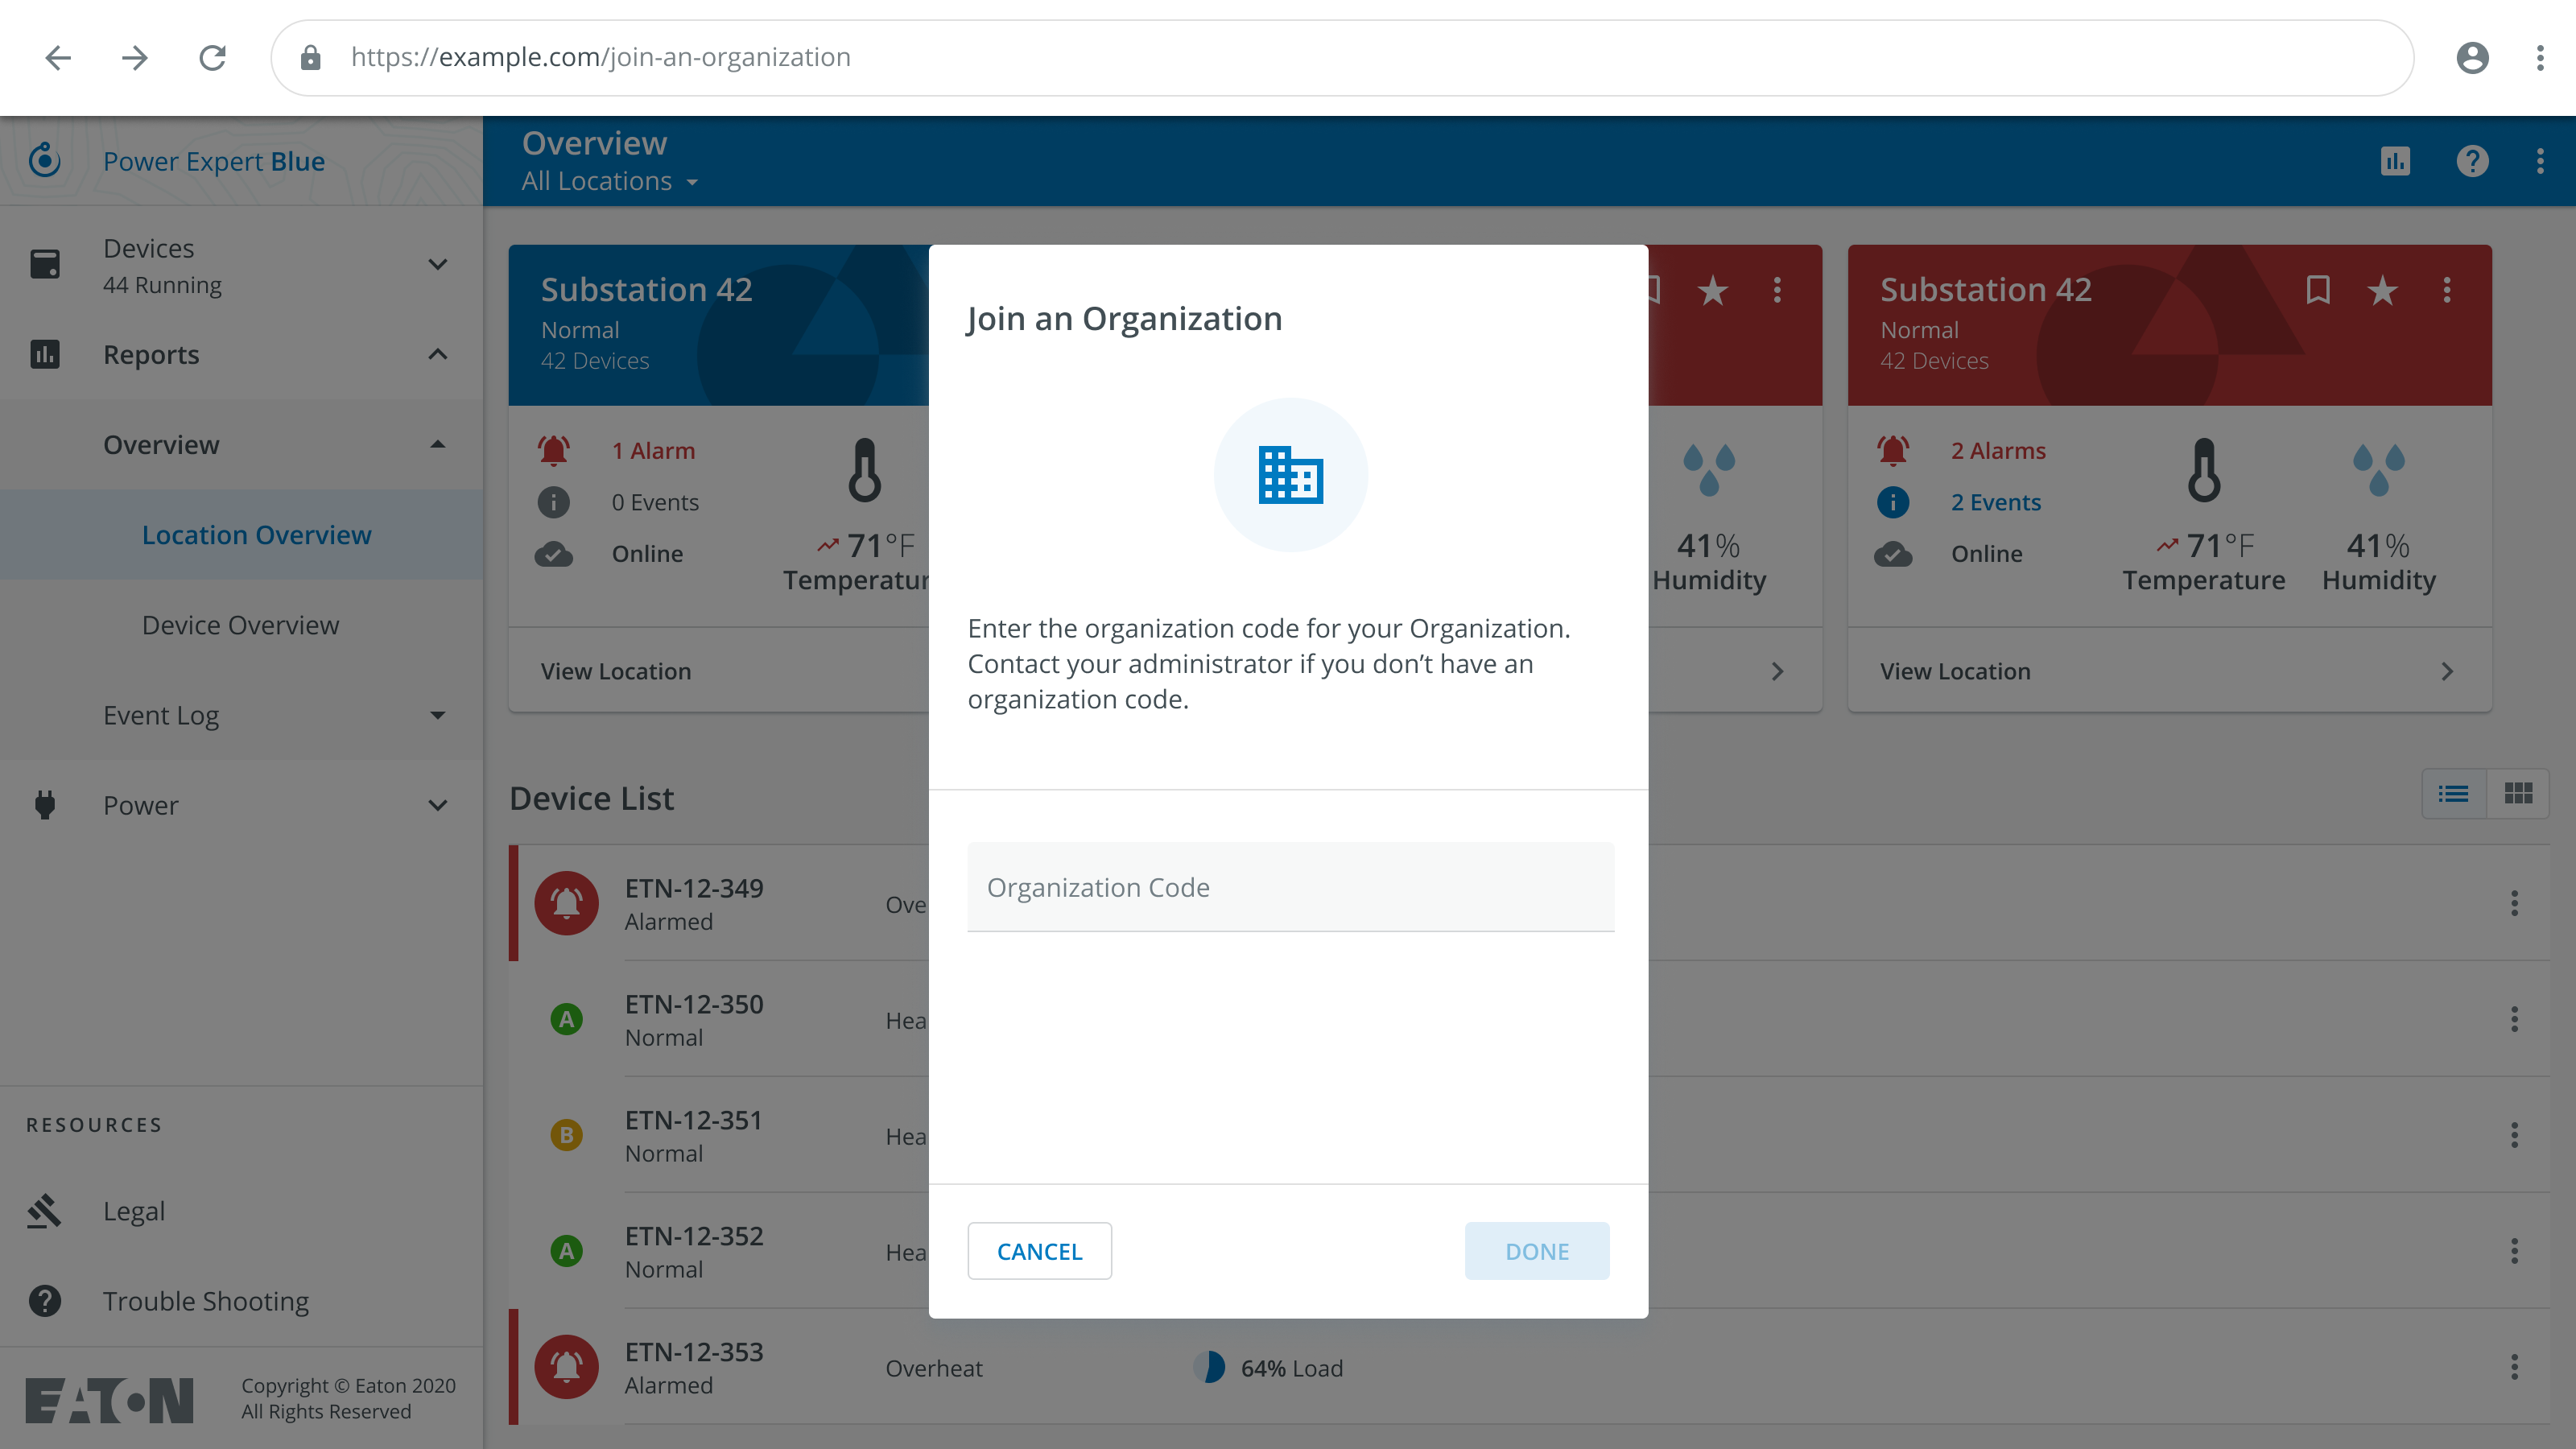 https://example.com/join-an-organization
Power Expert Blue
Overview
All Locations
Devices
44 Running
Reports
Overview
Location Overview
Device Overview
Event Log
Power
RESOURCES
Legal
Trouble Shooting
EATON
Copyright © Eaton 2020
All Rights Reserved
Substation 42
Normal
42 Devices
1 Alarm
0 Events
Online
71°F
Temperatur
View Location
41%
Humidity
Substation 42
Normal
42 Devices
2 Alarms
2 Events
Online
71°F
Temperature
41%
Humidity
View Location
Device List
ETN-12-349
Alarmed
Ove
A
ETN-12-350
Normal
Hea
B
ETN-12-351
Normal
Hea
A
ETN-12-352
Normal
Hea
ETN-12-353
Alarmed
Overheat
64% Load
Join an Organization
Enter the organization code for your Organization.
Contact your administrator if you don’t have an
organization code.
Organization Code
CANCEL
DONE